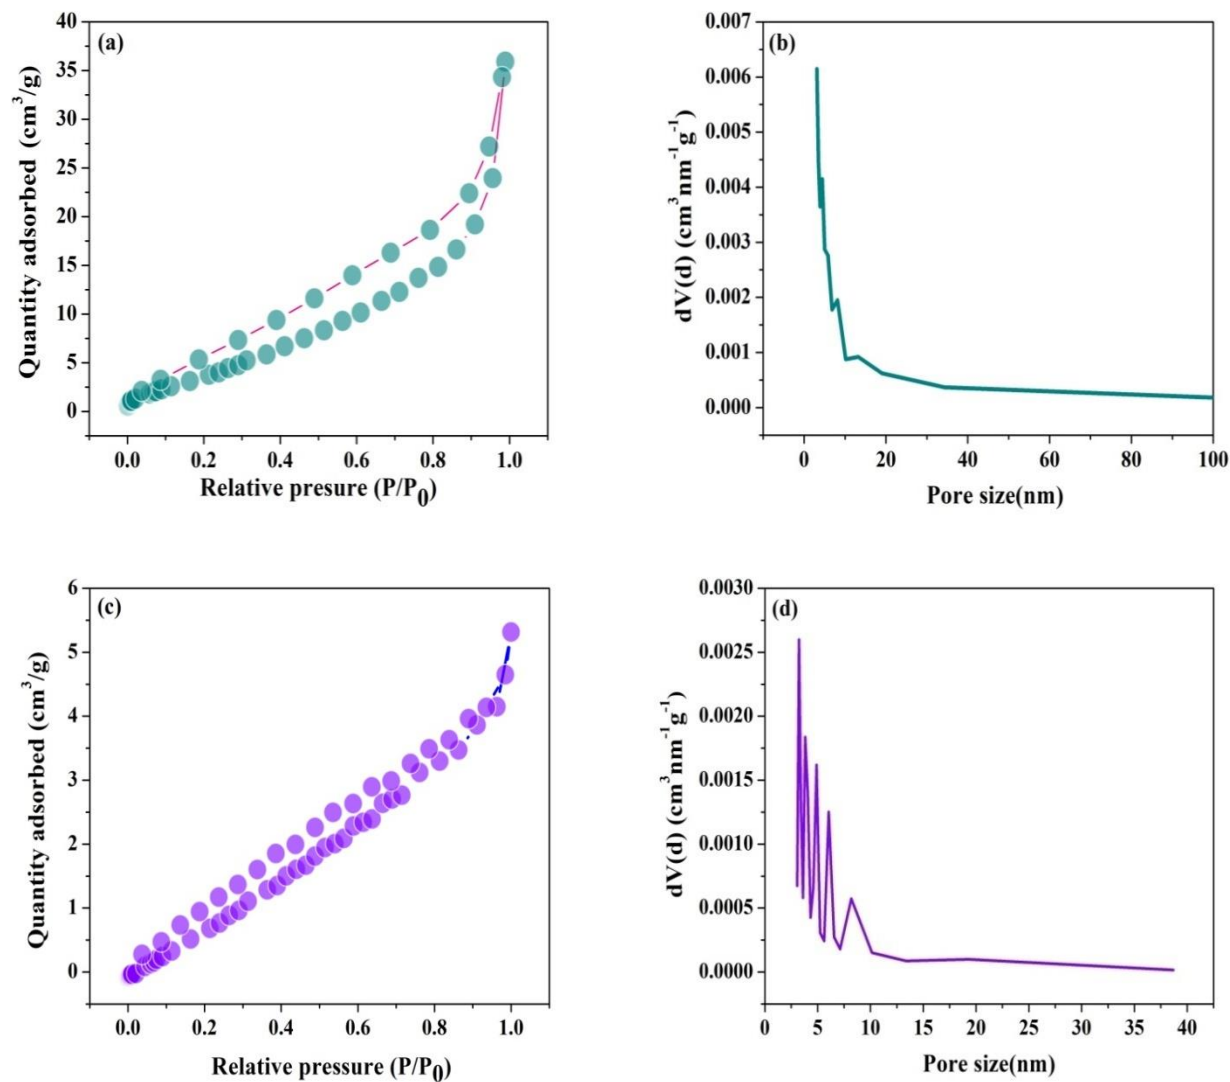 (a)
Quantity adsorbed (cm³/g)
40
35
30
25
20
15
10
5
0
0.0 0.2 0.4 0.6 0.8 1.0
Relative presure (P/P₀)
(b)
dV(d) (cm³nm⁻¹g⁻¹)
0.007
0.006
0.005
0.004
0.003
0.002
0.001
0.000
0 20 40 60 80 100
Pore size(nm)
(c)
Quantity adsorbed (cm³/g)
6
5
4
3
2
1
0
0.0 0.2 0.4 0.6 0.8 1.0
Relative pressure (P/P₀)
(d)
dV(d) (cm³nm⁻¹g⁻¹)
0.0030
0.0025
0.0020
0.0015
0.0010
0.0005
0.0000
0 5 10 15 20 25 30 35 40
Pore size(nm)